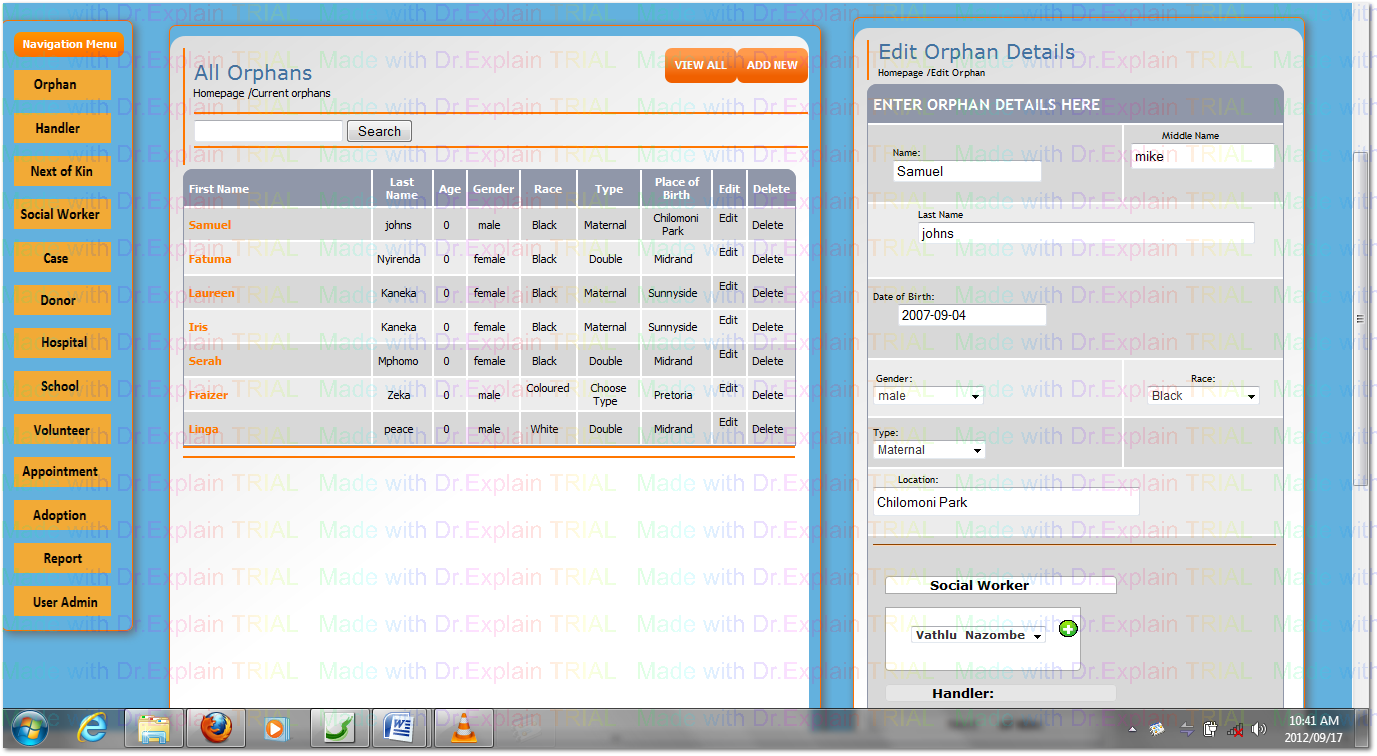 Navigation Menu
Orphan
Handler
Next of Kin
Social Worker
Case
Donor
Hospital
School
Volunteer
Appointment
Adoption
Report
User Admin
All Orphans
Homepage /Current orphans
VIEW ALL ADD NEW
Search
First Name Last Name Age Gender Race Type Place of Birth Edit Delete
Samuel johns 0 male Black Maternal Chilomoni Park Edit Delete
Fatuma Nyirenda 0 female Black Double Midrand Edit Delete
Laureen Kaneka 0 female Black Maternal Sunnyside Edit Delete
Iris Kaneka 0 female Black Maternal Sunnyside Edit Delete
Serah Mphomo 0 female Black Double Midrand Edit Delete
Fraizer Zeka 0 male Coloured Choose Type Pretoria Edit Delete
Linga peace 0 male White Double Midrand Edit Delete
Edit Orphan Details
Homepage /Edit Orphan
ENTER ORPHAN DETAILS HERE
Name:
Samuel
Middle Name
mike
Last Name
johns
Date of Birth:
2007-09-04
Gender:
male
Race:
Black
Type:
Maternal
Location:
Chilomoni Park
Social Worker
Vathlu Nazombe
Handler:
10:41 AM
2012/09/17
Made with Dr.Explain TRIAL